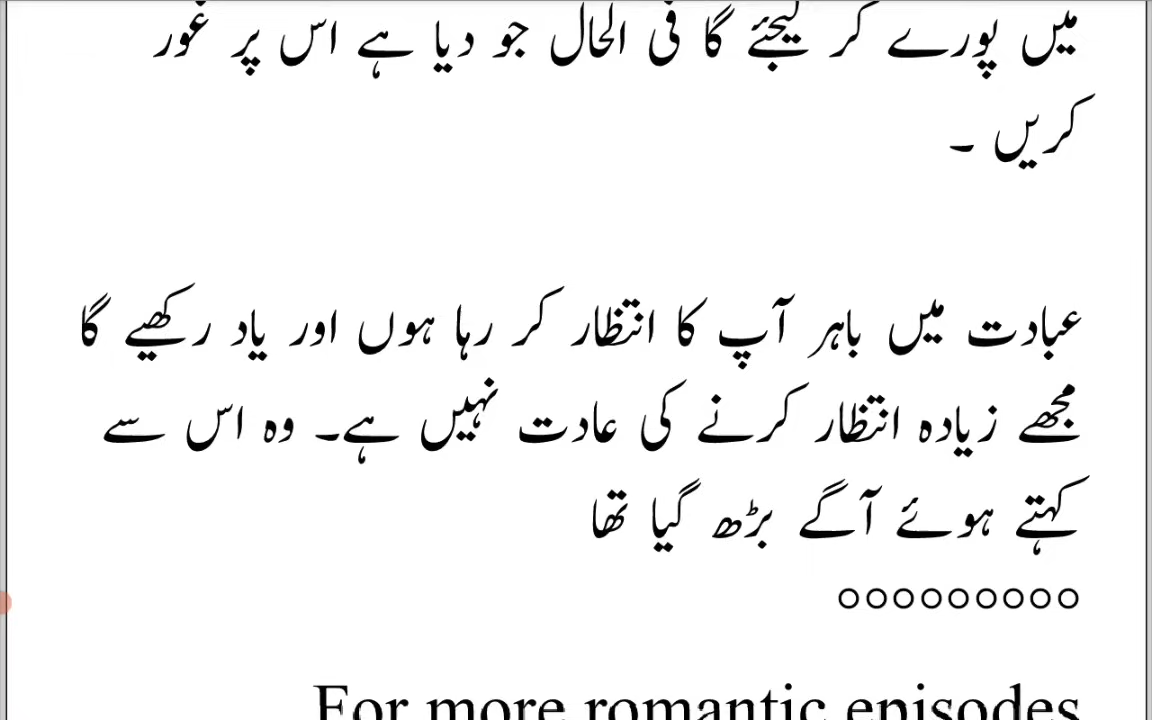 میں پورے کر لیجئے گا فی الحال جو دیا ہے اس پر غور
کریں ۔
عبادت میں باہر آپ کا انتظار کر رہا ہوں اور یاد رکھیے گا
مجھے زیادہ انتظار کرنے کی عادت نہیں ہے۔ وہ اس سے
کہتے ہوئے آگے بڑھ گیا تھا
○○○○○○○○○
For more romantic episodes